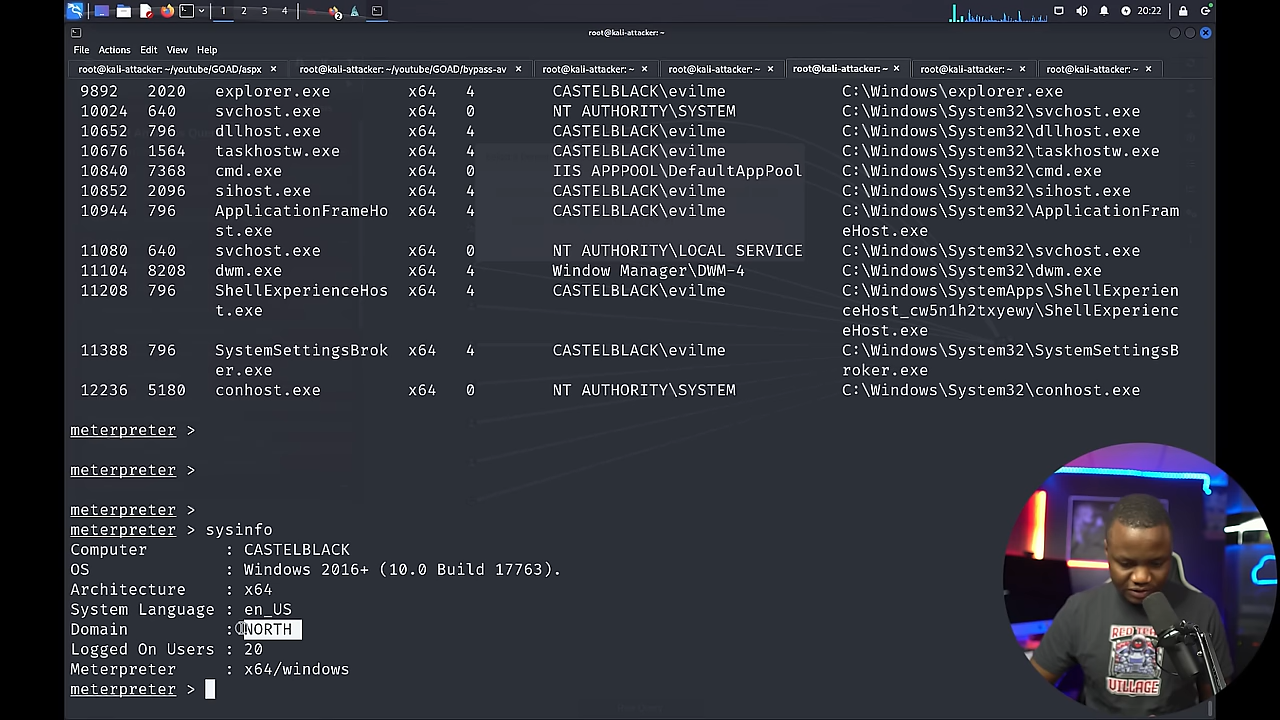 1 2 3 4 2 20:22
root@kali-attacker: ~
File Actions Edit View Help
root@kali-attacker: ~/youtube/GOAD/aspx root@kali-attacker: ~/youtube/GOAD/bypass-av root@kali-attacker: ~ root@kali-attacker: ~ root@kali-attacker: ~ root@kali-attacker: ~ root@kali-attacker: ~
9892 2020 explorer.exe x64 4 CASTELBLACK\evilme C:\Windows\explorer.exe
10024 640 svchost.exe x64 0 NT AUTHORITY\SYSTEM C:\Windows\System32\svchost.exe
10652 796 dllhost.exe x64 4 CASTELBLACK\evilme C:\Windows\System32\dllhost.exe
10676 1564 taskhostw.exe x64 4 CASTELBLACK\evilme C:\Windows\System32\taskhostw.exe
10840 7368 cmd.exe x64 0 IIS APPPOOL\DefaultAppPool C:\Windows\System32\cmd.exe
10852 2096 sihost.exe x64 4 CASTELBLACK\evilme C:\Windows\System32\sihost.exe
10944 796 ApplicationFrameHo x64 4 CASTELBLACK\evilme C:\Windows\System32\ApplicationFram
st.exe eHost.exe
11080 640 svchost.exe x64 0 NT AUTHORITY\LOCAL SERVICE C:\Windows\System32\svchost.exe
11104 8208 dwm.exe x64 4 Window Manager\DWM-4 C:\Windows\System32\dwm.exe
11208 796 ShellExperienceHos x64 4 CASTELBLACK\evilme C:\Windows\SystemApps\ShellExperien
t.exe ceHost_cw5n1h2txyewy\ShellExperienc
eHost.exe
11388 796 SystemSettingsBrok x64 4 CASTELBLACK\evilme C:\Windows\System32\SystemSettingsB
er.exe roker.exe
12236 5180 conhost.exe x64 0 NT AUTHORITY\SYSTEM C:\Windows\System32\conhost.exe
meterpreter >
meterpreter >
meterpreter >
meterpreter > sysinfo
Computer : CASTELBLACK
OS : Windows 2016+ (10.0 Build 17763).
Architecture : x64
System Language : en_US
Domain : NORTH
Logged On Users : 20
Meterpreter : x64/windows
meterpreter >
RED TEAM
VILLAGE